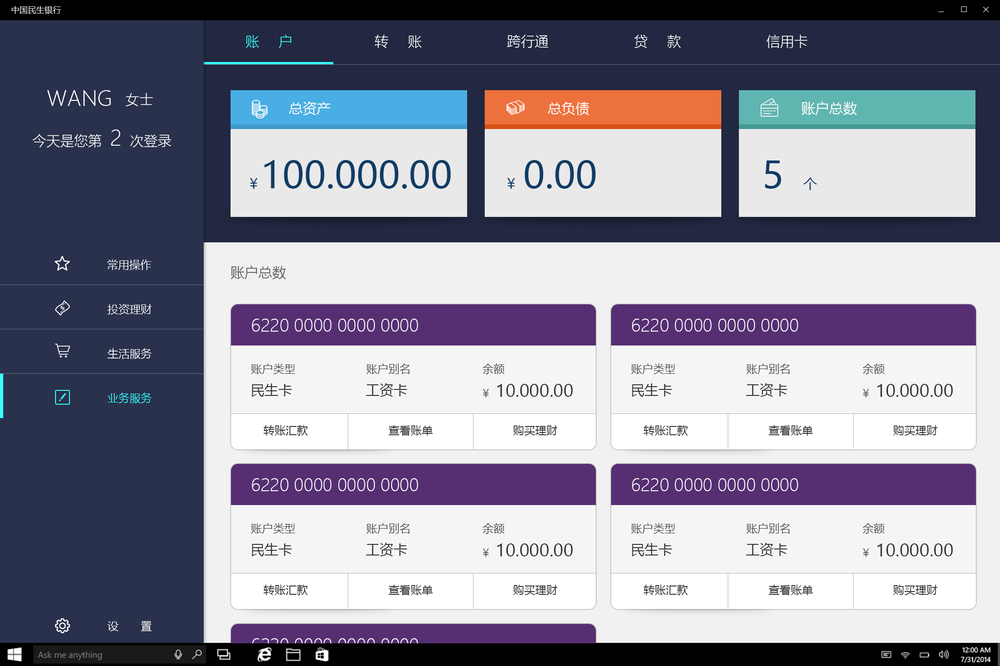 中国民生银行
账 户 转 账 跨行通 贷 款 信用卡
WANG 女士
今天是您第 2 次登录
总资产
¥ 100.000.00
总负债
¥ 0.00
账户总数
5 个
常用操作
投资理财
生活服务
业务服务
设 置
账户总数
6220 0000 0000 0000
账户类型 账户别名 余额
民生卡 工资卡 ¥ 10.000.00
转账汇款 查看账单 购买理财
6220 0000 0000 0000
账户类型 账户别名 余额
民生卡 工资卡 ¥ 10.000.00
转账汇款 查看账单 购买理财
6220 0000 0000 0000
账户类型 账户别名 余额
民生卡 工资卡 ¥ 10.000.00
转账汇款 查看账单 购买理财
6220 0000 0000 0000
账户类型 账户别名 余额
民生卡 工资卡 ¥ 10.000.00
转账汇款 查看账单 购买理财
6220 0000 0000 0000
Ask me anything
12:00 AM
7/31/2014